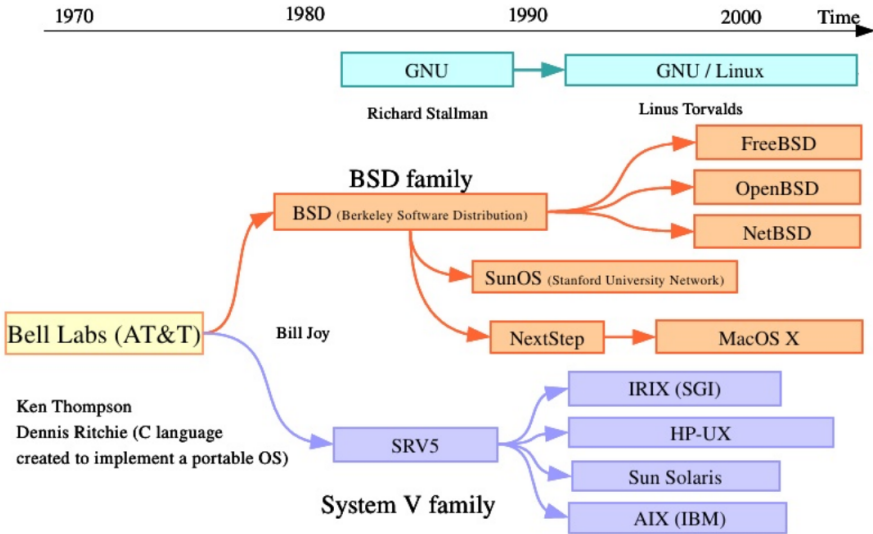 1970 1980 1990 2000 Time
GNU GNU / Linux
Richard Stallman Linus Torvalds
FreeBSD
BSD family
OpenBSD
BSD (Berkeley Software Distribution)
NetBSD
SunOS (Stanford University Network)
Bell Labs (AT&T)
Bill Joy
NextStep MacOS X
IRIX (SGI)
Ken Thompson
Dennis Ritchie (C language
created to implement a portable OS)
HP-UX
SRV5
Sun Solaris
System V family
AIX (IBM)